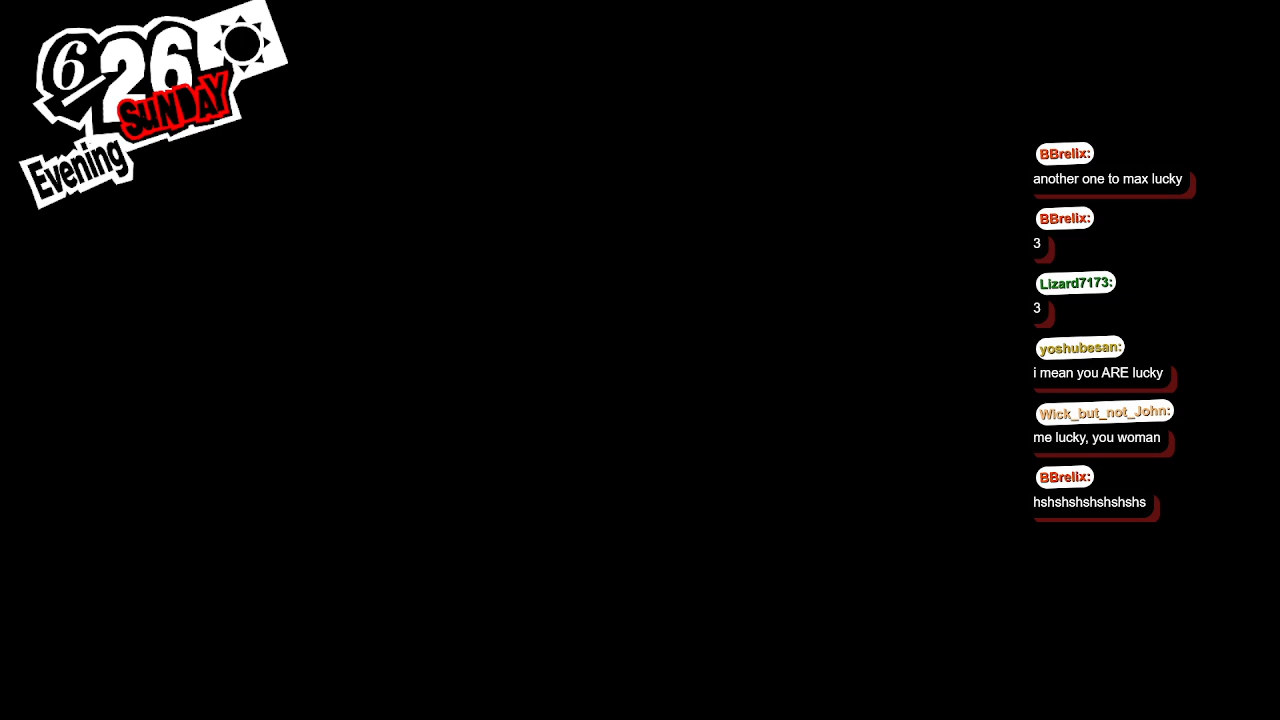 6/26
SUNDAY
Evening
BBrelix:
another one to max lucky
BBrelix:
3
Lizard7173:
3
yoshubesan:
i mean you ARE lucky
Wick_but_not_John:
me lucky, you woman
BBrelix:
hshshshshshshshs